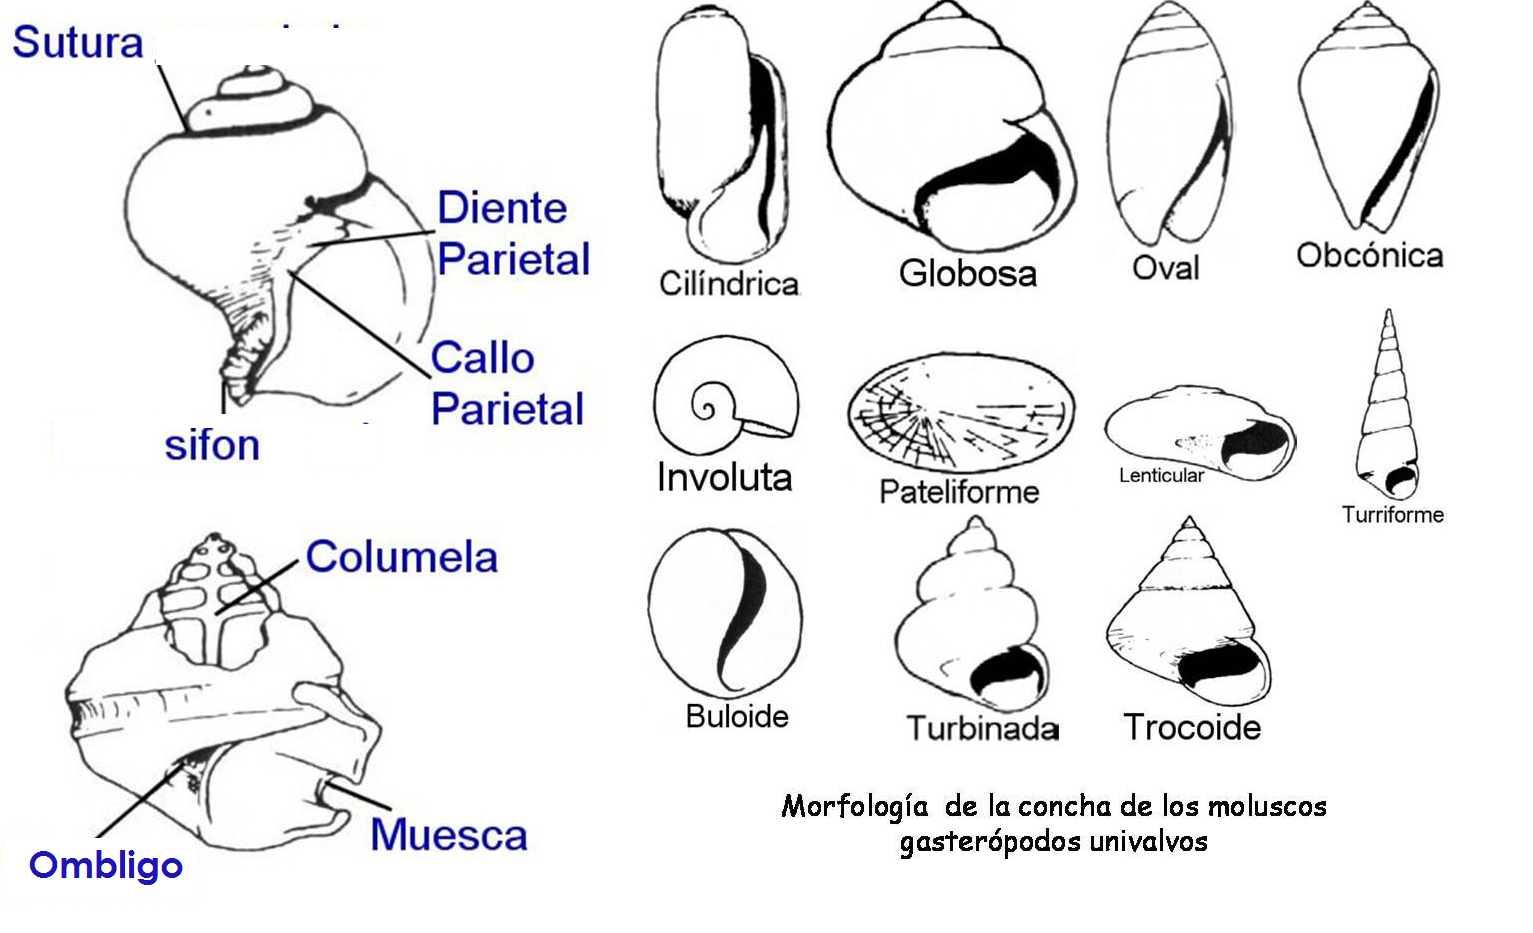 Sutura
Diente
Parietal
Callo
Parietal
sifon
Columela
Muesca
Ombligo
Cilíndrica
Globosa
Oval
Obcónica
Involuta
Pateliforme
Lenticular
Turriforme
Buloide
Turbinada
Trocoide
Morfología de la concha de los moluscos
gasterópodos univalvos